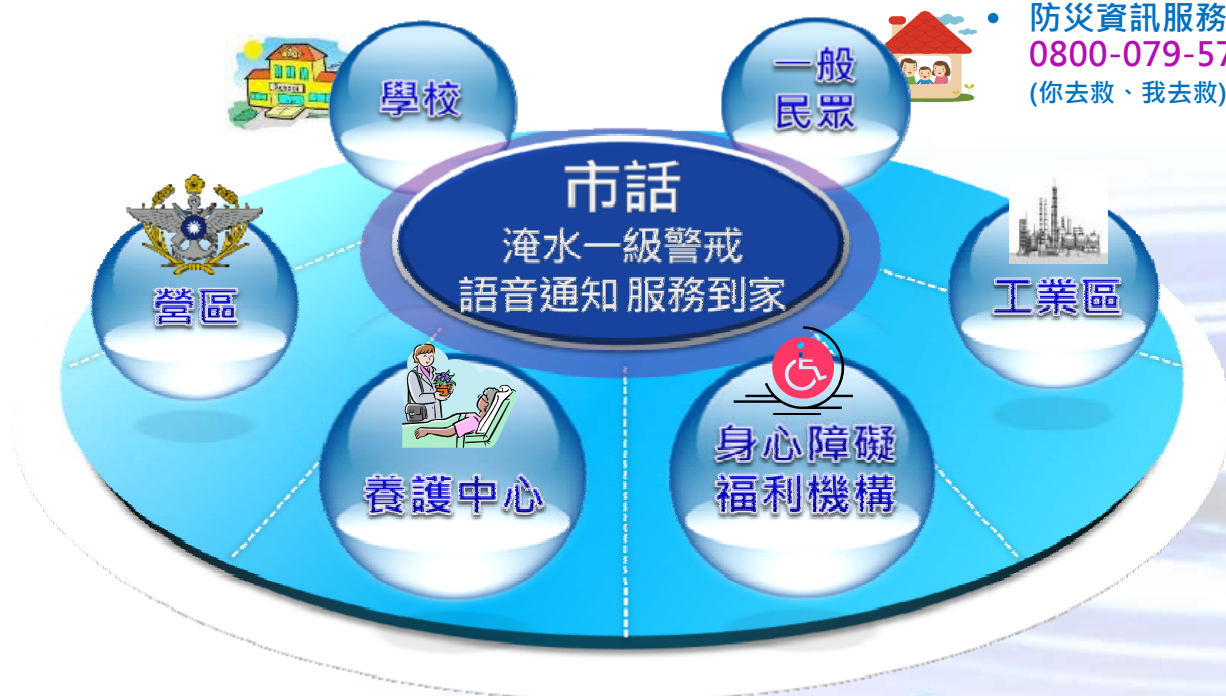 防災資訊服務
0800-079-57
(你去救、我去救)
學校
一般
民眾
市話
淹水一級警戒
語音通知 服務到家
營區
工業區
養護中心
身心障礙
福利機構